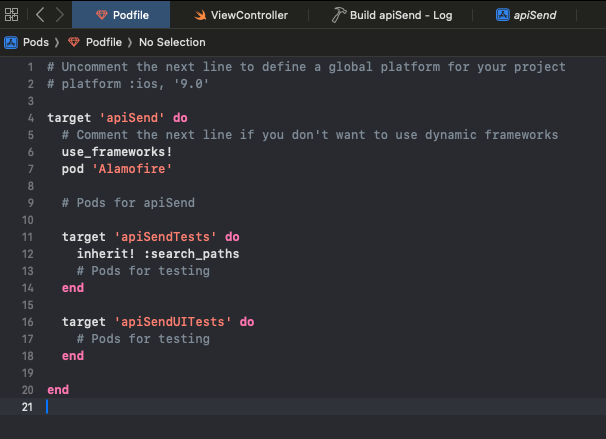 Podfile
ViewController
Build apiSend - Log
apiSend
Pods
Podfile
No Selection
1 # Uncomment the next line to define a global platform for your project
2 # platform :ios, '9.0'
3
4 target 'apiSend' do
5 # Comment the next line if you don't want to use dynamic frameworks
6 use_frameworks!
7 pod 'Alamofire'
8
9 # Pods for apiSend
10
11 target 'apiSendTests' do
12 inherit! :search_paths
13 # Pods for testing
14 end
15
16 target 'apiSendUITests' do
17 # Pods for testing
18 end
19
20 end
21